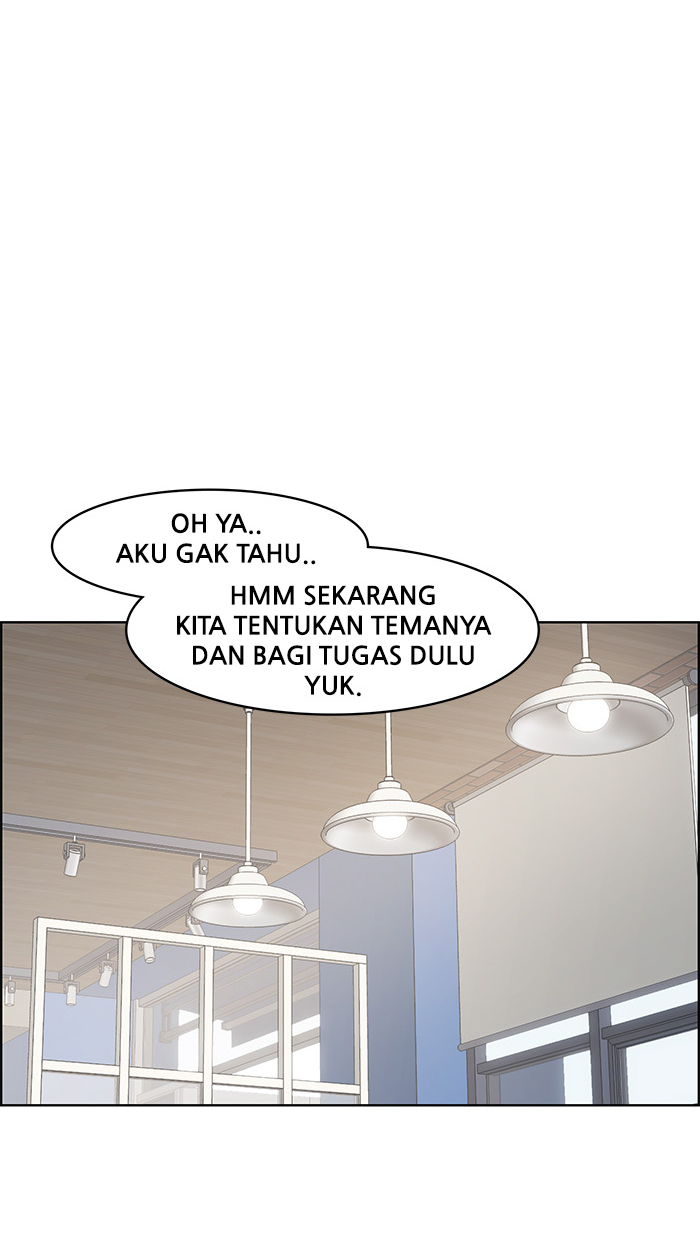 OH YA..
AKU GAK TAHU..
HMM SEKARANG
KITA TENTUKAN TEMANYA
DAN BAGI TUGAS DULU
YUK.